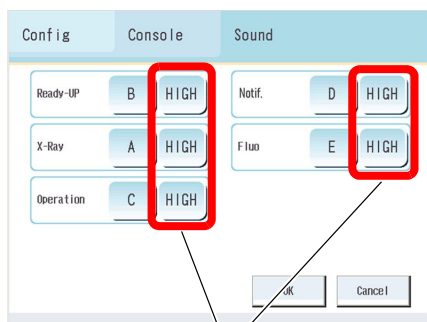 Config Console Sound
Ready-UP B HIGH Notif. D HIGH
X-Ray A HIGH Fluo E HIGH
Operation C HIGH
OK Cancel